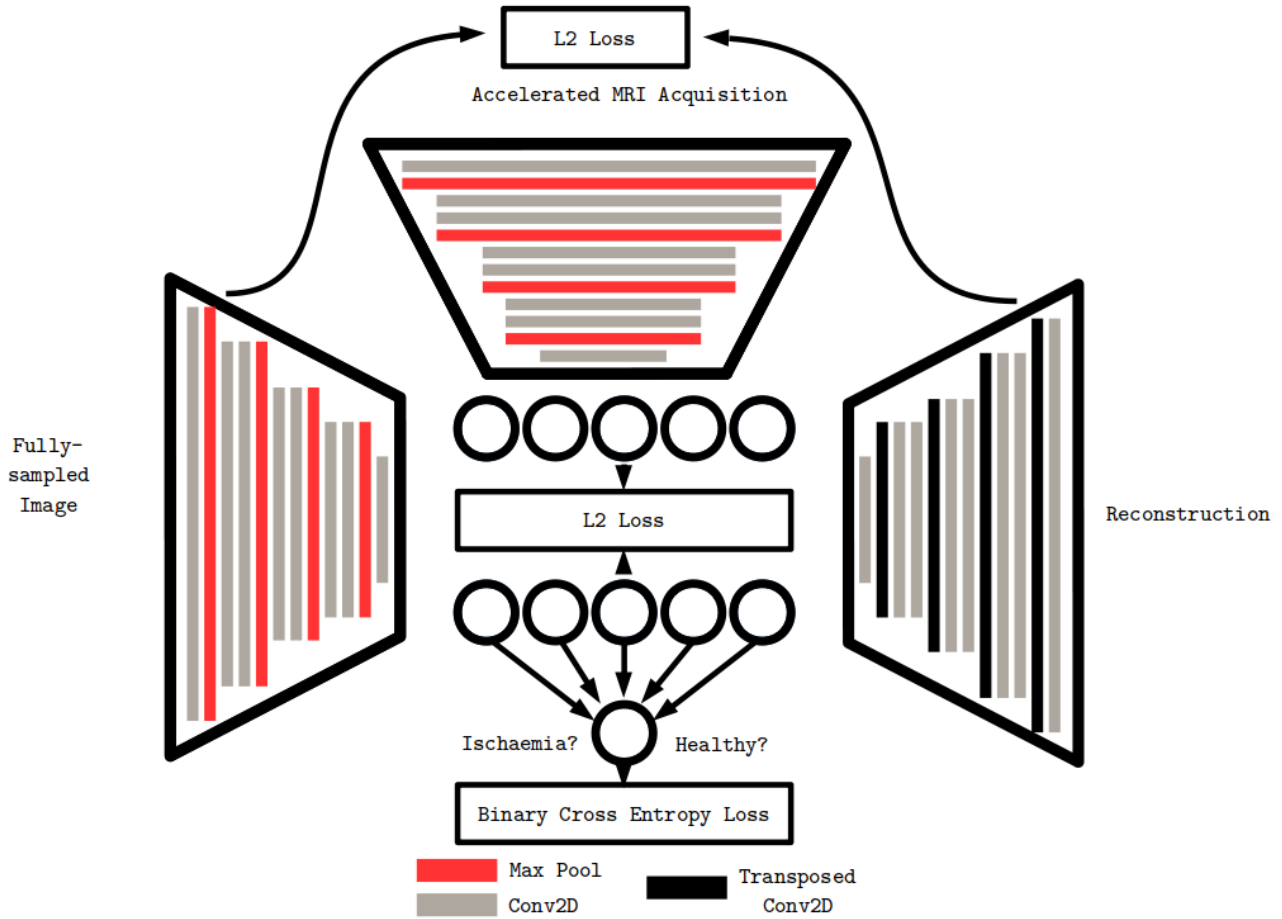 L2 Loss
Accelerated MRI Acquisition
Fully-
sampled
Image
L2 Loss
Reconstruction
Ischaemia?
Healthy?
Binary Cross Entropy Loss
Max Pool
Conv2D
Transposed
Conv2D